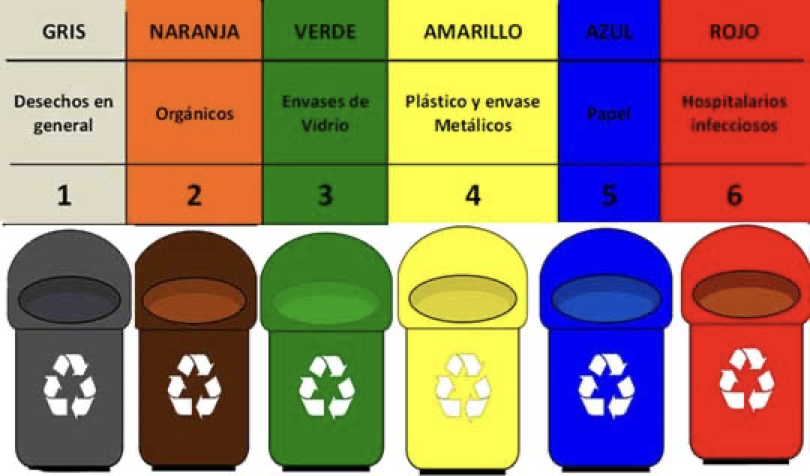 GRIS NARANJA VERDE AMARILLO AZUL ROJO
Desechos en
general
Orgánicos
Envases de
Vidrio
Plástico y envase
Metálicos
Papel
Hospitalarios
infecciosos
1 2 3 4 5 6